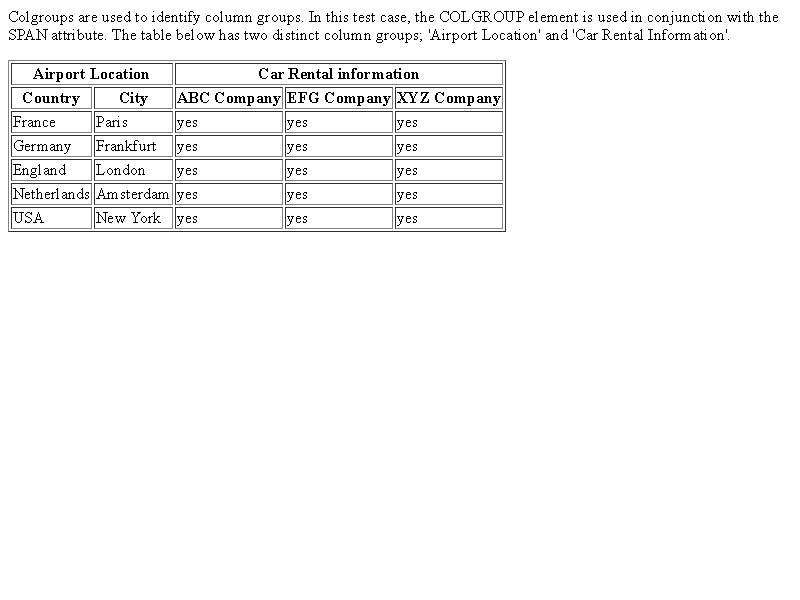 Colgroups are used to identify column groups. In this test case, the COLGROUP element is used in conjunction with the
SPAN attribute. The table below has two distinct column groups; 'Airport Location' and 'Car Rental Information'.
Airport Location Car Rental information
Country City ABC Company EFG Company XYZ Company
France Paris yes yes yes
Germany Frankfurt yes yes yes
England London yes yes yes
Netherlands Amsterdam yes yes yes
USA New York yes yes yes